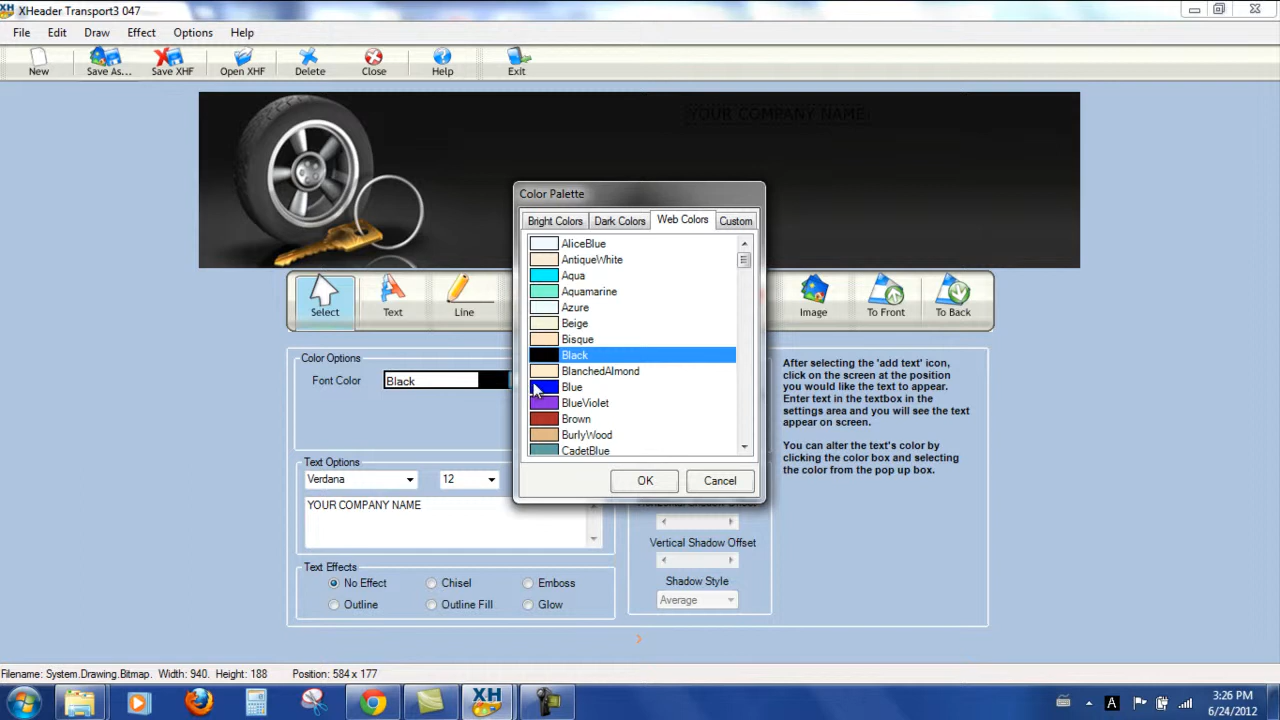 XHeader Transport3 047
File Edit Draw Effect Options Help
New Save As... Save XHF Open XHF Delete Close Help Exit
YOUR COMPANY NAME
Color Palette
Bright Colors Dark Colors Web Colors Custom
AliceBlue
AntiqueWhite
Aqua
Aquamarine
Azure
Beige
Bisque
Black
BlanchedAlmond
Blue
BlueViolet
Brown
BurlyWood
CadetBlue
OK Cancel
Select Text Line Image To Front To Back
Color Options
Font Color Black
Text Options
Verdana 12
YOUR COMPANY NAME
Text Effects
No Effect Chisel Emboss
Outline Outline Fill Glow
Vertical Shadow Offset
Shadow Style
Average
After selecting the 'add text' icon,
click on the screen at the position
you would like the text to appear.
Enter text in the textbox in the
settings area and you will see the text
appear on screen.
You can alter the text's color by
clicking the color box and selecting
the color from the pop up box.
Filename: System.Drawing.Bitmap. Width: 940. Height: 188 Position: 584 x 177
XH
A
3:26 PM
6/24/2012